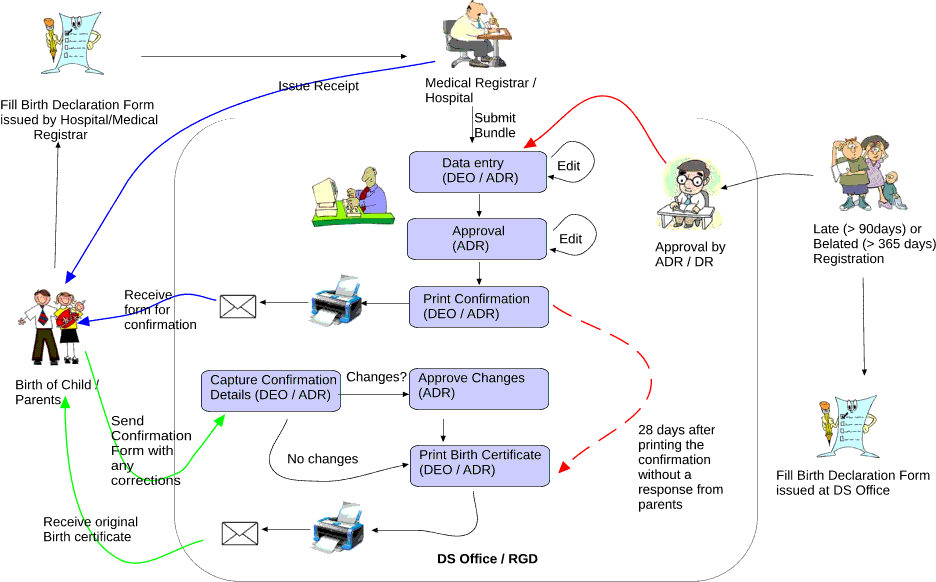 Fill Birth Declaration Form
issued by Hospital/Medical
Registrar
Issue Receipt
Medical Registrar /
Hospital
Submit
Bundle
Data entry
(DEO / ADR)
Edit
Approval
(ADR)
Edit
Approval by
ADR / DR
Late (> 90days) or
Belated (> 365 days)
Registration
Receive
form for
confirmation
Print Confirmation
(DEO / ADR)
Birth of Child /
Parents
Capture Confirmation
Details (DEO / ADR)
Changes?
Approve Changes
(ADR)
Send
Confirmation
Form with
any
corrections
No changes
Print Birth Certificate
(DEO / ADR)
28 days after
printing the
confirmation
without a
response from
parents
Fill Birth Declaration Form
issued at DS Office
Receive original
Birth certificate
DS Office / RGD